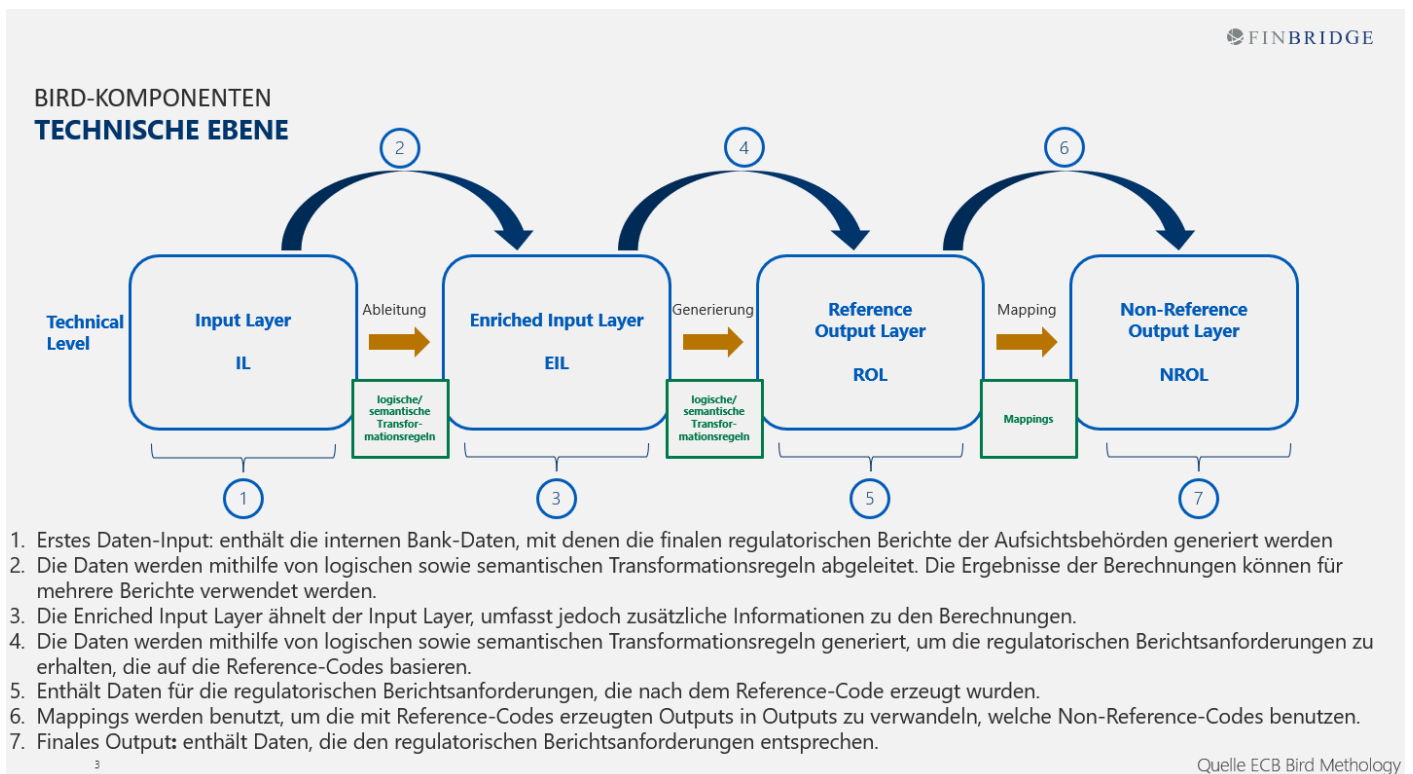 FINBRIDGE
BIRD-KOMPONENTEN
TECHNISCHE EBENE
2
4
6
Technical
Level
Input Layer
IL
Ableitung
logische/
semantische
Transfor-
mationsregeln
Enriched Input Layer
EIL
Generierung
logische/
semantische
Transfor-
mationsregeln
Reference
Output Layer
ROL
Mapping
Mappings
Non-Reference
Output Layer
NROL
1
3
5
7
1. Erstes Daten-Input: enthält die internen Bank-Daten, mit denen die finalen regulatorischen Berichte der Aufsichtsbehörden generiert werden
2. Die Daten werden mithilfe von logischen sowie semantischen Transformationsregeln abgeleitet. Die Ergebnisse der Berechnungen können für
mehrere Berichte verwendet werden.
3. Die Enriched Input Layer ähnelt der Input Layer, umfasst jedoch zusätzliche Informationen zu den Berechnungen.
4. Die Daten werden mithilfe von logischen sowie semantischen Transformationsregeln generiert, um die regulatorischen Berichtsanforderungen zu
erhalten, die auf die Reference-Codes basieren.
5. Enthält Daten für die regulatorischen Berichtsanforderungen, die nach dem Reference-Code erzeugt wurden.
6. Mappings werden benutzt, um die mit Reference-Codes erzeugten Outputs in Outputs zu verwandeln, welche Non-Reference-Codes benutzen.
7. Finales Output: enthält Daten, die den regulatorischen Berichtsanforderungen entsprechen.
3
Quelle ECB Bird Methology